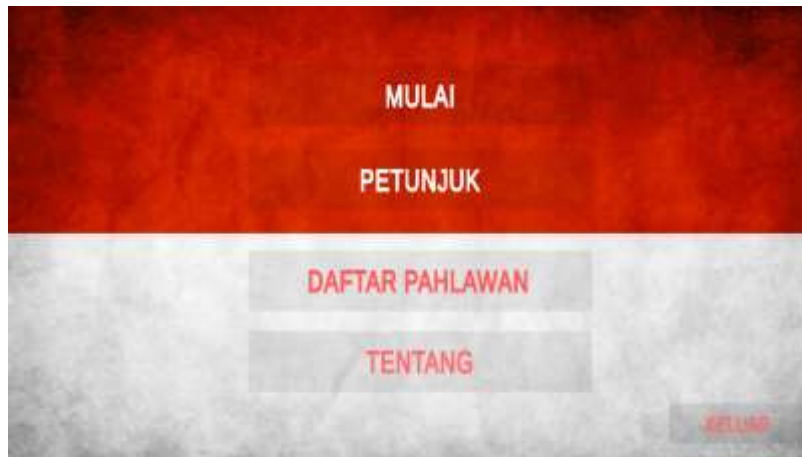 MULAI
PETUNJUK
DAFTAR PAHLAWAN
TENTANG
KELUAR